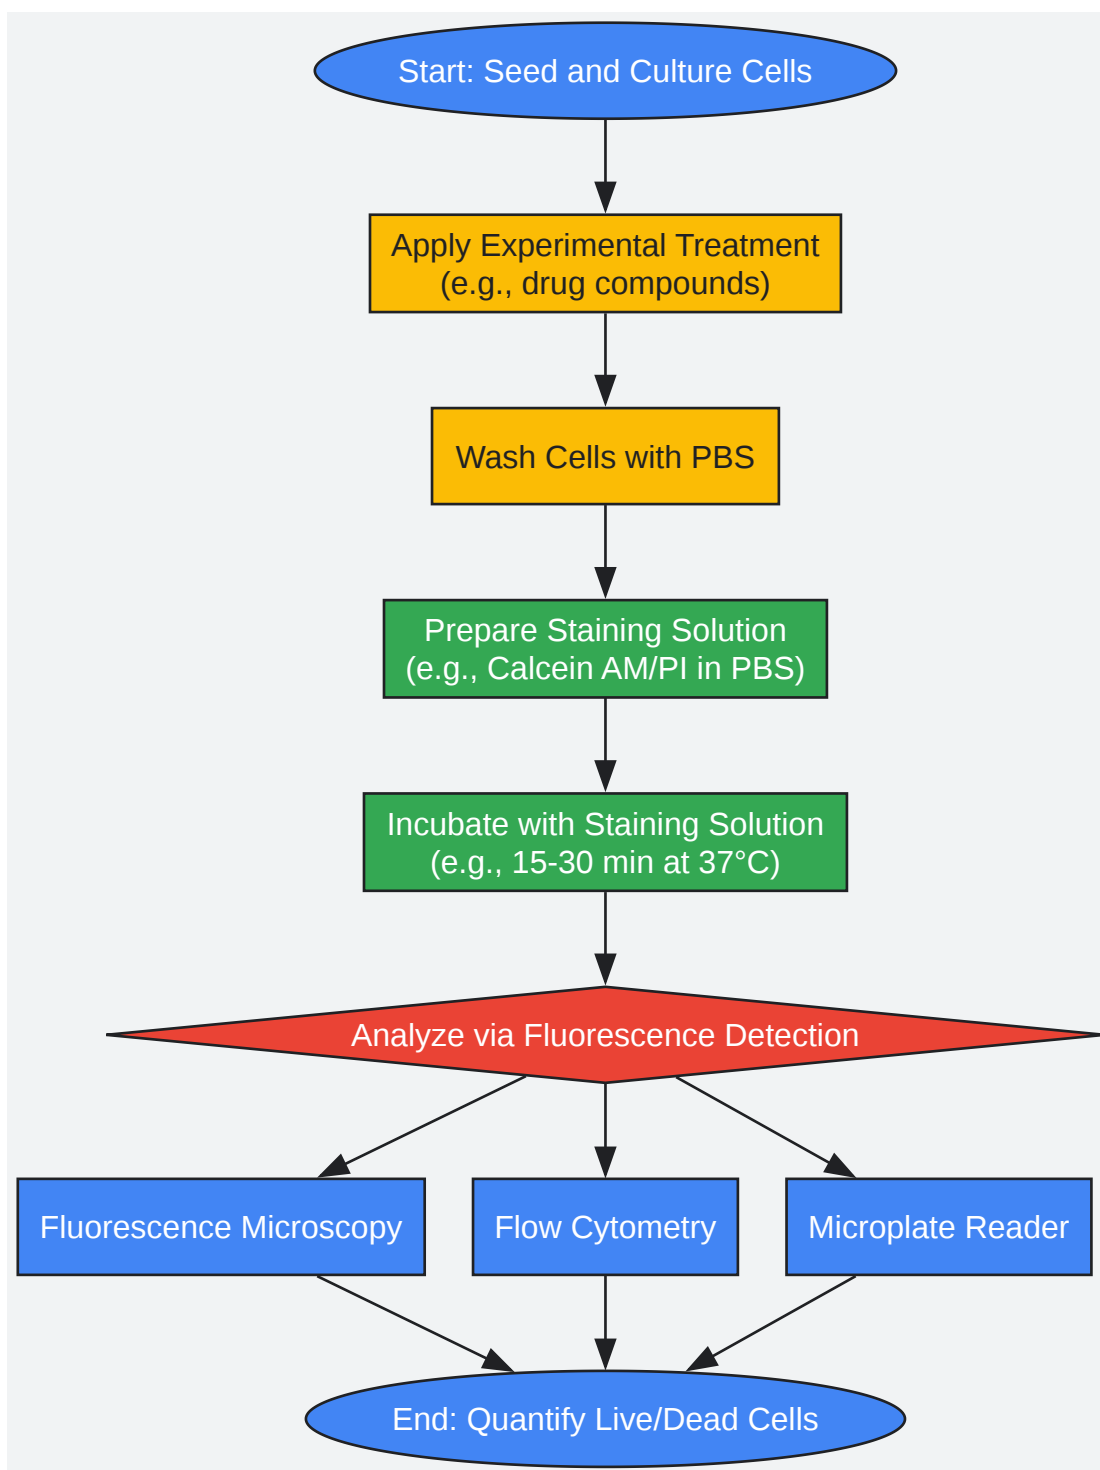 Start: Seed and Culture Cells
Apply Experimental Treatment
(e.g., drug compounds)
Wash Cells with PBS
Prepare Staining Solution
(e.g., Calcein AM/PI in PBS)
Incubate with Staining Solution
(e.g., 15-30 min at 37°C)
Analyze via Fluorescence Detection
Fluorescence Microscopy
Flow Cytometry
Microplate Reader
End: Quantify Live/Dead Cells